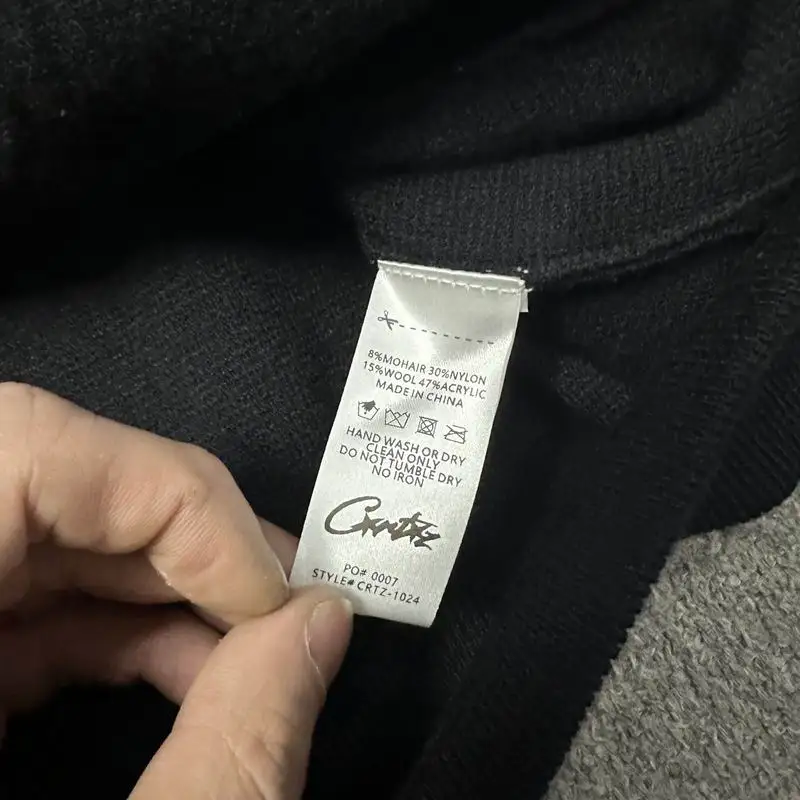 8%MOHAIR 30%NYLON
15%WOOL 47%ACRYLIC
MADE IN CHINA
HAND WASH OR DRY
CLEAN ONLY
DO NOT TUMBLE DRY
NO IRON
Crrtzz
PO# 0007
STYLE# CRTZ-1024